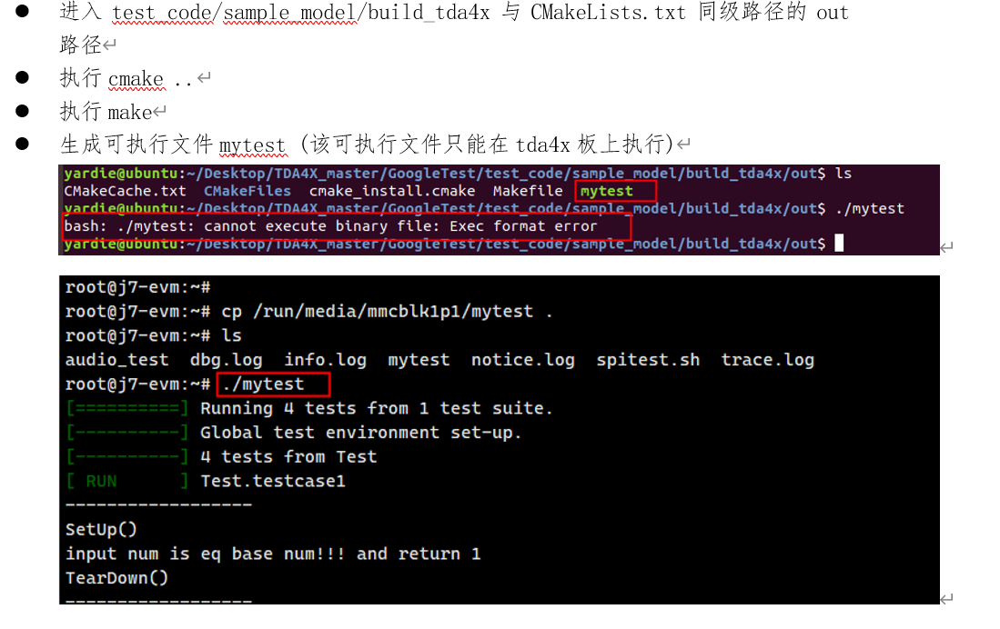 ● 进入 test_code/sample_model/build_tda4x 与 CMakeLists.txt 同级路径的 out
路径↵
● 执行 cmake ..↵
● 执行 make↵
● 生成可执行文件 mytest (该可执行文件只能在 tda4x 板上执行)↵
yardie@ubuntu:~/Desktop/TDA4X_master/GoogleTest/test_code/sample_model/build_tda4x/out$ ls
CMakeCache.txt CMakeFiles cmake_install.cmake Makefile mytest
yardie@ubuntu:~/Desktop/TDA4X_master/GoogleTest/test_code/sample_model/build_tda4x/out$ ./mytest
bash: ./mytest: cannot execute binary file: Exec format error
yardie@ubuntu:~/Desktop/TDA4X_master/GoogleTest/test_code/sample_model/build_tda4x/out$
↵
root@j7-evm:~#
root@j7-evm:~# cp /run/media/mmcblk1p1/mytest .
root@j7-evm:~# ls
audio_test dbg.log info.log mytest notice.log spitest.sh trace.log
root@j7-evm:~# ./mytest
[==========] Running 4 tests from 1 test suite.
[----------] Global test environment set-up.
[----------] 4 tests from Test
[ RUN      ] Test.testcase1
------------------
SetUp()
input num is eq base num!!! and return 1
TearDown()
------------------
↵